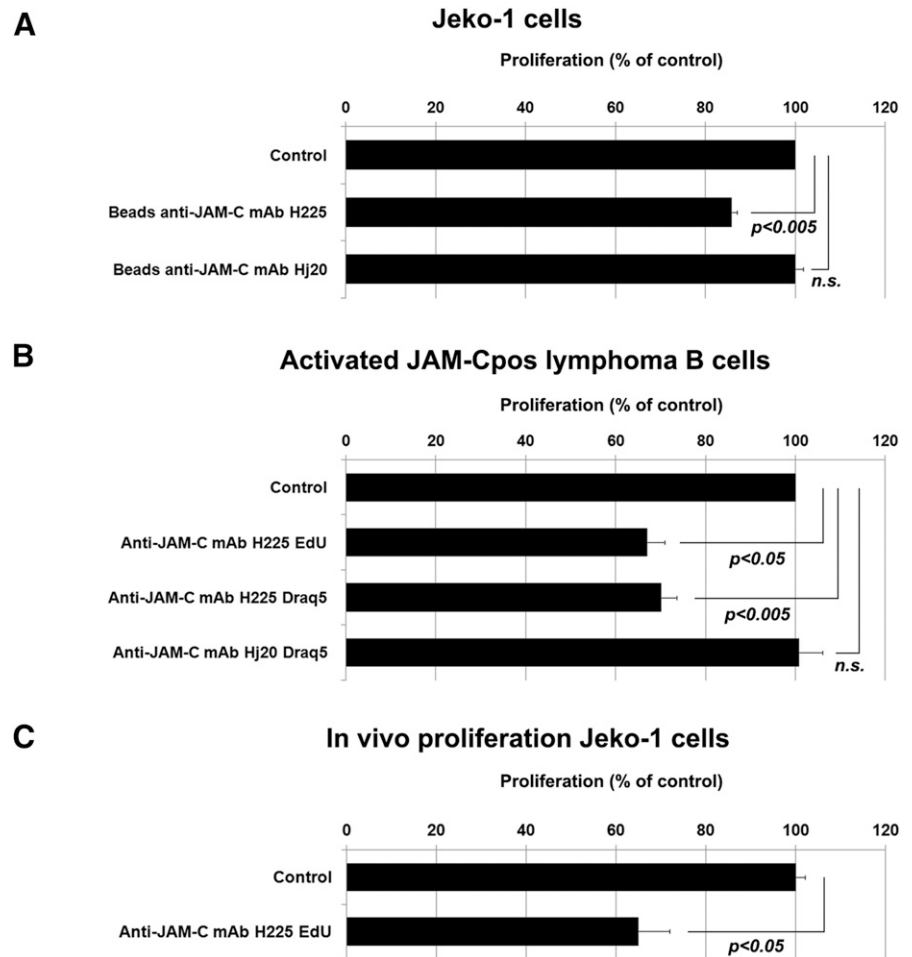 A
Jeko-1 cells
Proliferation (% of control)
0 20 40 60 80 100 120
Control
Beads anti-JAM-C mAb H225
p<0.005
Beads anti-JAM-C mAb Hj20
n.s.
B
Activated JAM-Cpos lymphoma B cells
Proliferation (% of control)
0 20 40 60 80 100 120
Control
Anti-JAM-C mAb H225 EdU
p<0.05
Anti-JAM-C mAb H225 Draq5
p<0.005
Anti-JAM-C mAb Hj20 Draq5
n.s.
C
In vivo proliferation Jeko-1 cells
Proliferation (% of control)
0 20 40 60 80 100 120
Control
Anti-JAM-C mAb H225 EdU
p<0.05